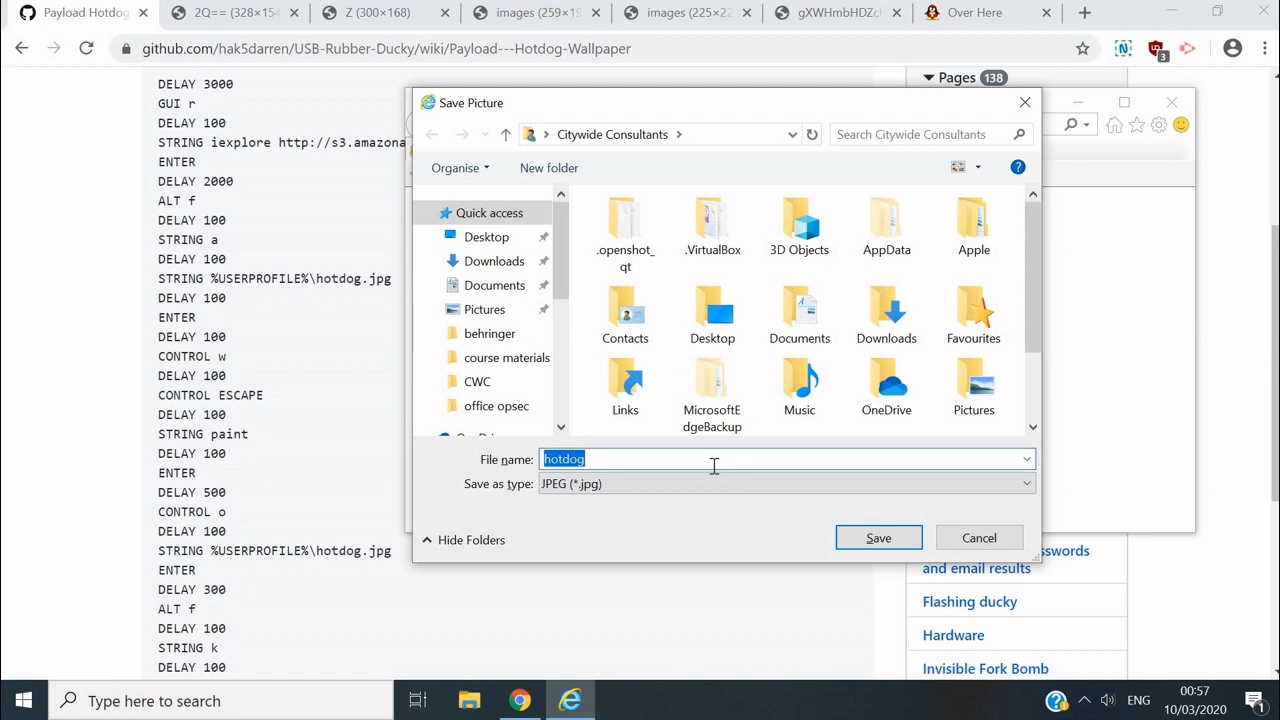 Payload Hotdog
2Q== (328×154
Z (300×168)
images (259×19
images (225×22
gXWHmbHDZc
Over Here
github.com/hak5darren/USB-Rubber-Ducky/wiki/Payload---Hotdog-Wallpaper
3
DELAY 3000
GUI r
DELAY 100
STRING iexplore http://s3.amazona
ENTER
DELAY 2000
ALT f
DELAY 100
STRING a
DELAY 100
STRING %USERPROFILE%\hotdog.jpg
DELAY 100
ENTER
DELAY 100
CONTROL w
DELAY 100
CONTROL ESCAPE
DELAY 100
STRING paint
DELAY 100
ENTER
DELAY 500
CONTROL o
DELAY 100
STRING %USERPROFILE%\hotdog.jpg
ENTER
DELAY 300
ALT f
DELAY 100
STRING k
DELAY 100
Pages 138
Save Picture
Citywide Consultants
Search Citywide Consultants
Organise
New folder
Quick access
Desktop
Downloads
Documents
Pictures
behringer
course materials
CWC
office opsec
.openshot_
qt
.VirtualBox
3D Objects
AppData
Apple
Contacts
Desktop
Documents
Downloads
Favourites
Links
MicrosoftE
dgeBackup
Music
OneDrive
Pictures
File name: hotdog
Save as type: JPEG (*.jpg)
Hide Folders
Save
Cancel
and email results
Flashing ducky
Hardware
Invisible Fork Bomb
Type here to search
ENG
00:57
10/03/2020
1